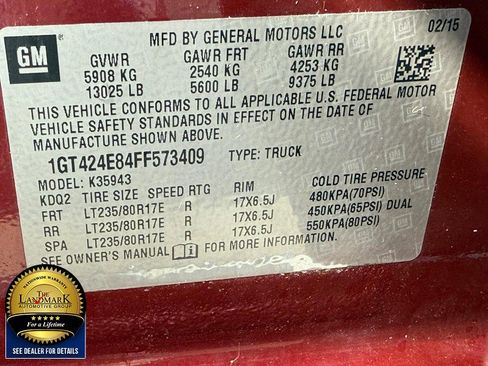 GM
MFD BY GENERAL MOTORS LLC 02/15
GVWR GAWR FRT GAWR RR
5908 KG 2540 KG 4253 KG
13025 LB 5600 LB 9375 LB
THIS VEHICLE CONFORMS TO ALL APPLICABLE U.S. FEDERAL MOTOR
VEHICLE SAFETY STANDARDS IN EFFECT ON THE DATE OF
MANUFACTURE SHOWN ABOVE.
1GT424E84FF573409 TYPE: TRUCK
MODEL: K35943
KDQ2 TIRE SIZE SPEED RTG RIM COLD TIRE PRESSURE
FRT LT235/80R17E R 17X6.5J 480KPA(70PSI)
RR LT235/80R17E R 17X6.5J 450KPA(65PSI) DUAL
SPA LT235/80R17E R 17X6.5J 550KPA(80PSI)
SEE OWNER'S MANUAL FOR MORE INFORMATION.
THE
LANDMARK
AUTOMOTIVE GROUP
For a Lifetime
SEE DEALER FOR DETAILS